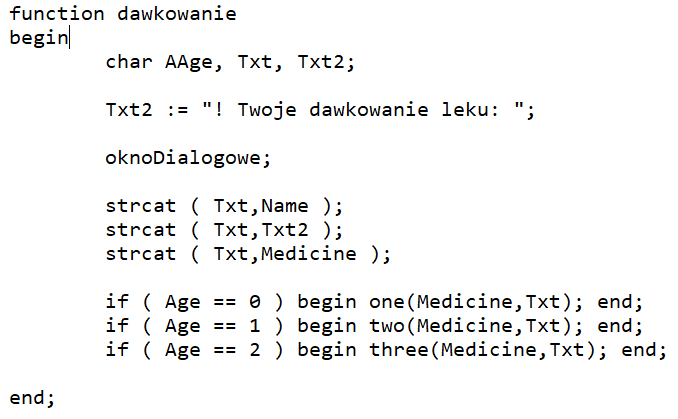 function dawkowanie
begin
char AAge, Txt, Txt2;
Txt2 := "! Twoje dawkowanie leku: ";
oknoDialogowe;
strcat ( Txt,Name );
strcat ( Txt,Txt2 );
strcat ( Txt,Medicine );
if ( Age == 0 ) begin one(Medicine,Txt); end;
if ( Age == 1 ) begin two(Medicine,Txt); end;
if ( Age == 2 ) begin three(Medicine,Txt); end;
end;